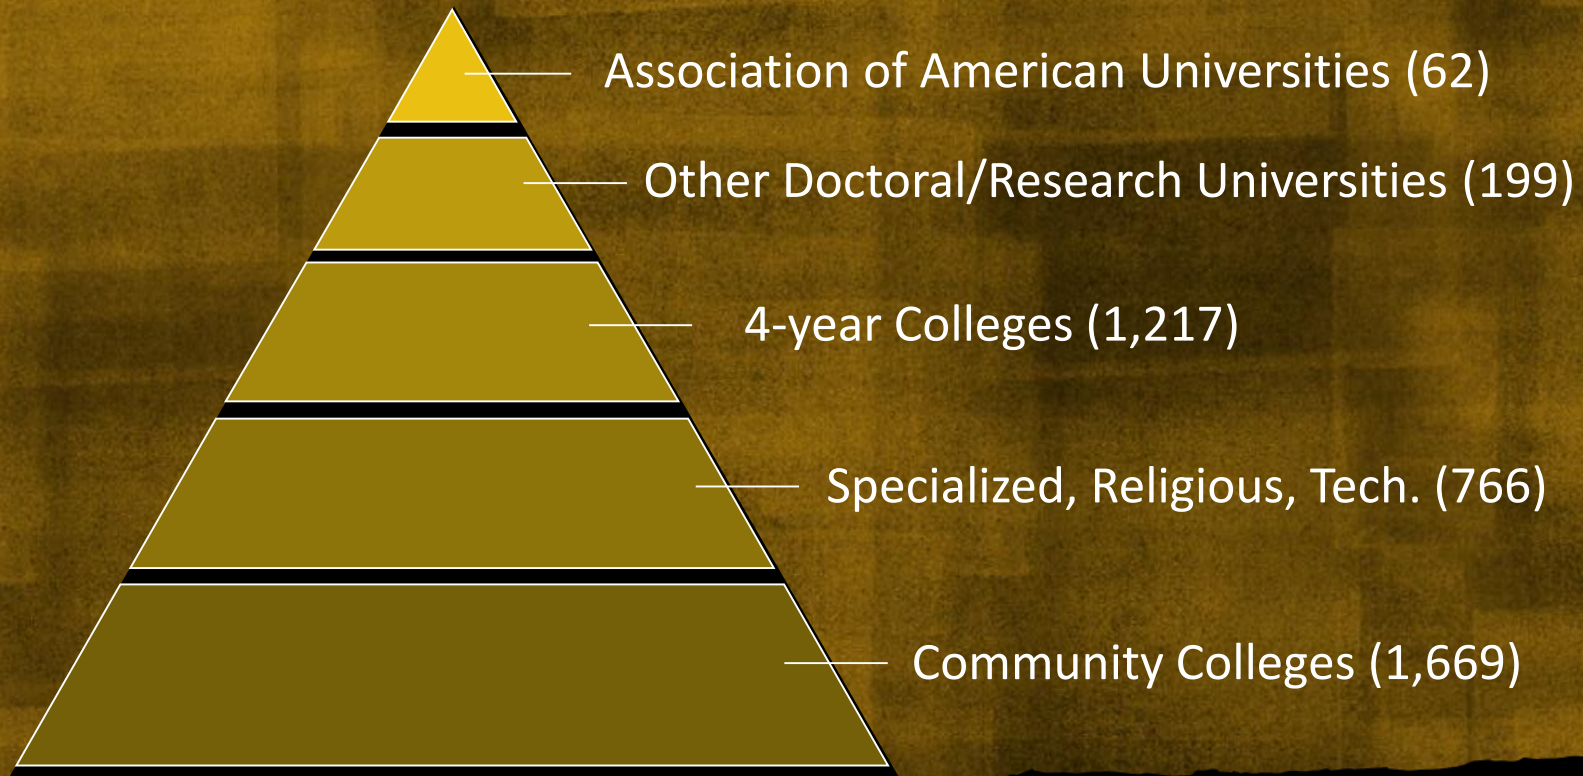 Association of American Universities (62)
Other Doctoral/Research Universities (199)
4-year Colleges (1,217)
Specialized, Religious, Tech. (766)
Community Colleges (1,669)